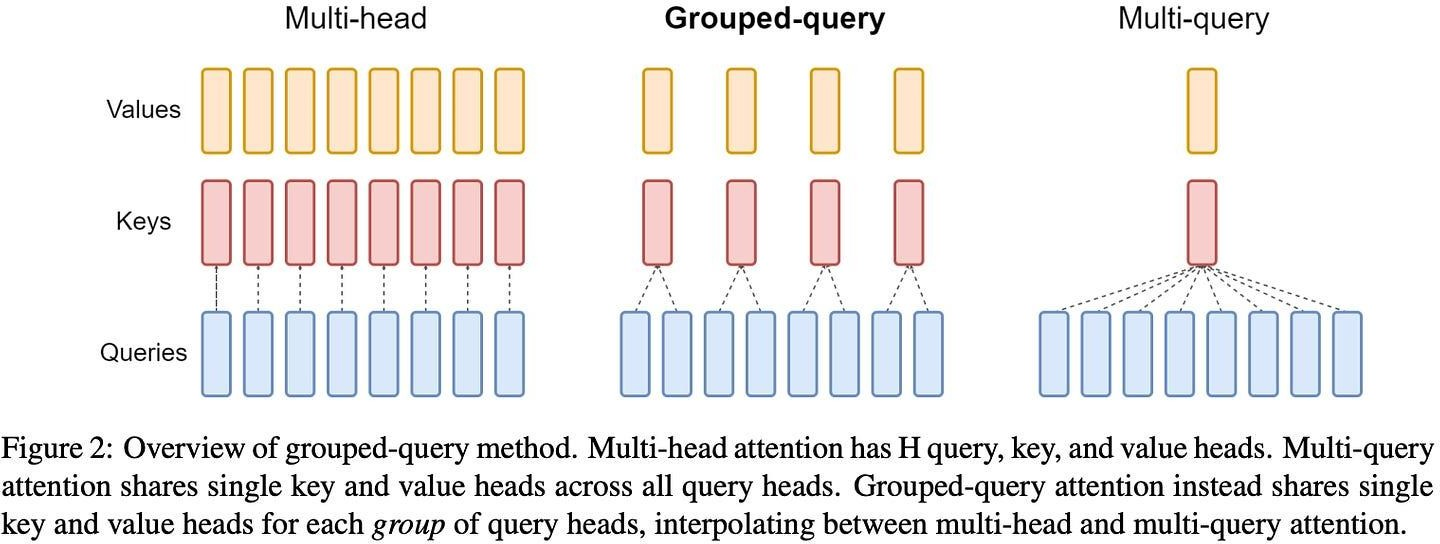 Multi-head
Grouped-query
Multi-query
Values
Keys
Queries
Figure 2: Overview of grouped-query method. Multi-head attention has H query, key, and value heads. Multi-query
attention shares single key and value heads across all query heads. Grouped-query attention instead shares single
key and value heads for each group of query heads, interpolating between multi-head and multi-query attention.